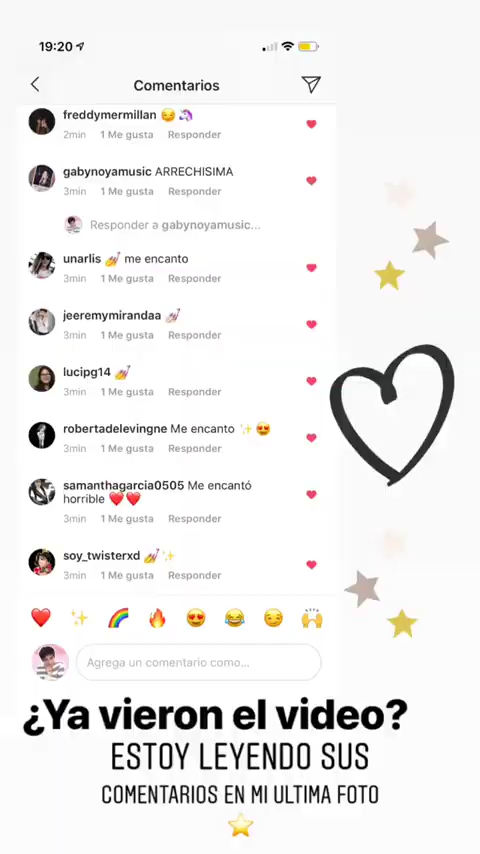 19:20
Comentarios
freddymermillan 😏🦄
2min 1 Me gusta Responder
gabynoyamusic ARRECHISIMA
3min 1 Me gusta Responder
Responder a gabynoyamusic...
unarlis 💅 me encanto
3min 1 Me gusta Responder
jeeremymirandaa 💅
3min 1 Me gusta Responder
lucipg14 💅
3min 1 Me gusta Responder
robertadelevingne Me encanto ✨😍
3min 1 Me gusta Responder
samanthagarcia0505 Me encantó
horrible ❤️❤️
3min 1 Me gusta Responder
soy_twisterxd 💅✨
3min 1 Me gusta Responder
❤️ ✨ 🌈 🔥 😍 😂 😏 🙌
Agrega un comentario como...
¿Ya vieron el video?
ESTOY LEYENDO SUS
COMENTARIOS EN MI ULTIMA FOTO
⭐